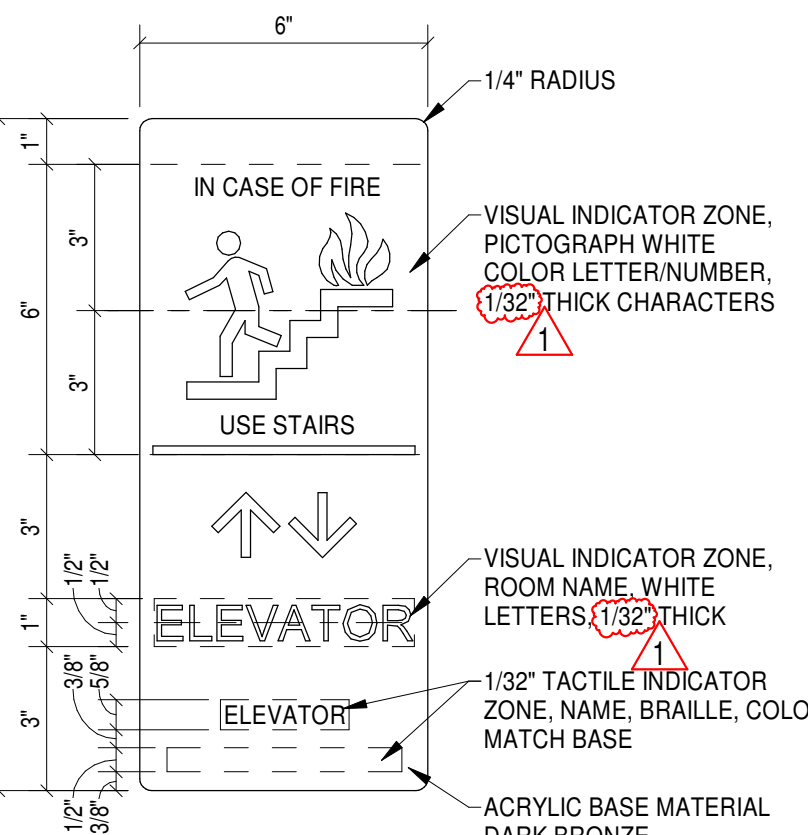 6"
1/4" RADIUS
1"
IN CASE OF FIRE
VISUAL INDICATOR ZONE,
PICTOGRAPH WHITE
COLOR LETTER/NUMBER,
1/32" THICK CHARACTERS
1
3"
6"
3"
USE STAIRS
3"
1/2"
1/2"
1"
VISUAL INDICATOR ZONE,
ROOM NAME, WHITE
LETTERS, 1/32" THICK
1
ELEVATOR
3/8"
5/8"
3"
1/32" TACTILE INDICATOR
ZONE, NAME, BRAILLE, COLO
MATCH BASE
ELEVATOR
1/2"
3/8"
ACRYLIC BASE MATERIAL
DARK BRONZE